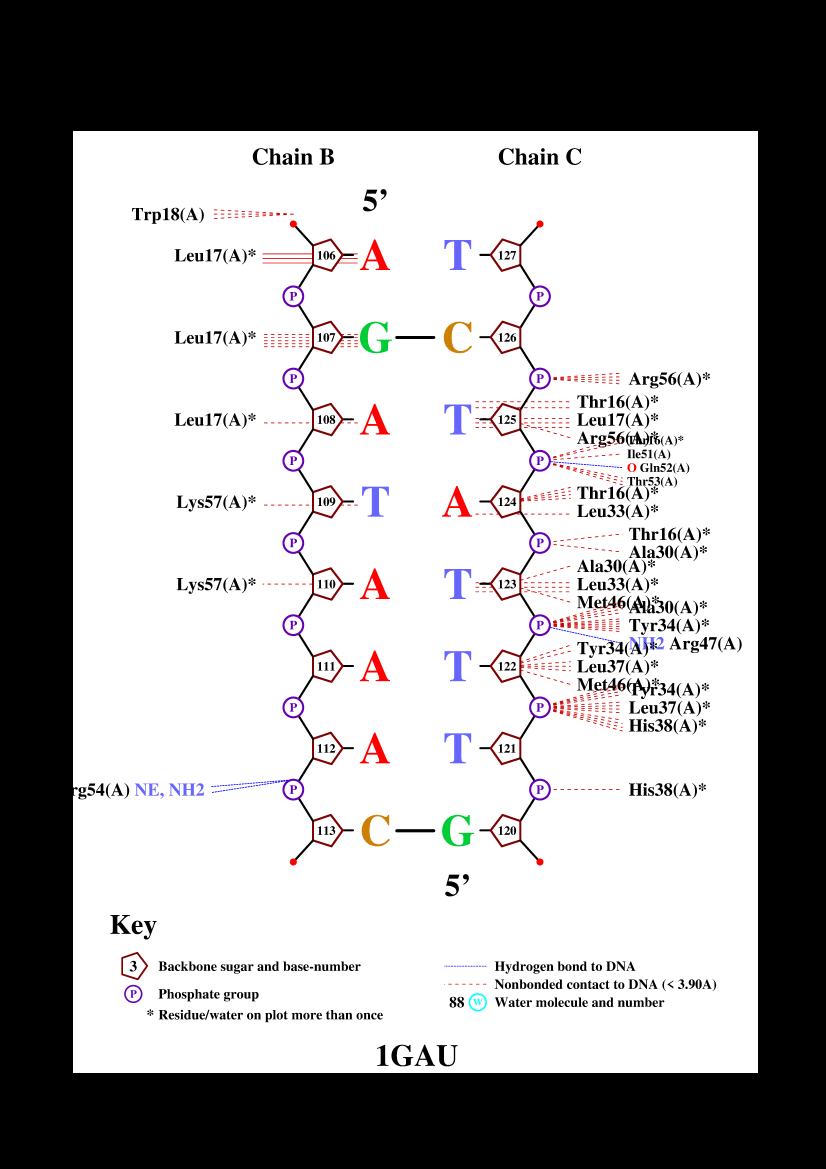 Chain B Chain C
5’
Trp18(A)
Leu17(A)* 106 A T 127
P P
Leu17(A)* 107 G C 126
P P Arg56(A)*
Thr16(A)*
Leu17(A)* 108 A T 125 Leu17(A)*
Arg56(A)*
Thr16(A)*
Ile51(A)
P P O Gln52(A)
Thr53(A)
Thr16(A)*
Lys57(A)* 109 T A 124
Leu33(A)*
Thr16(A)*
P P
Ala30(A)*
Ala30(A)*
Lys57(A)* 110 A T 123 Leu33(A)*
Met46(A)*
Ala30(A)*
P P Tyr34(A)*
NH2 Arg47(A)
Tyr34(A)*
111 A T 122 Leu37(A)*
Met46(A)*
Tyr34(A)*
P P Leu37(A)*
His38(A)*
112 A T 121
rg54(A) NE, NH2 P P His38(A)*
113 C G 120
5’
Key
3 Backbone sugar and base-number
P Phosphate group
* Residue/water on plot more than once
Hydrogen bond to DNA
Nonbonded contact to DNA (< 3.90A)
88 W Water molecule and number
1GAU